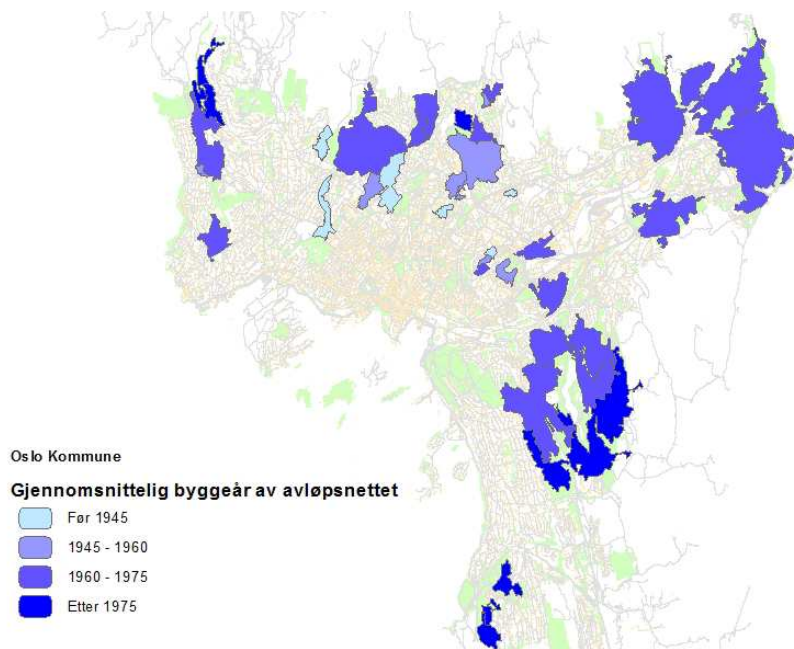 Oslo Kommune
Gjennomsnittelig byggeår av avløpsnettet
Før 1945
1945 - 1960
1960 - 1975
Etter 1975